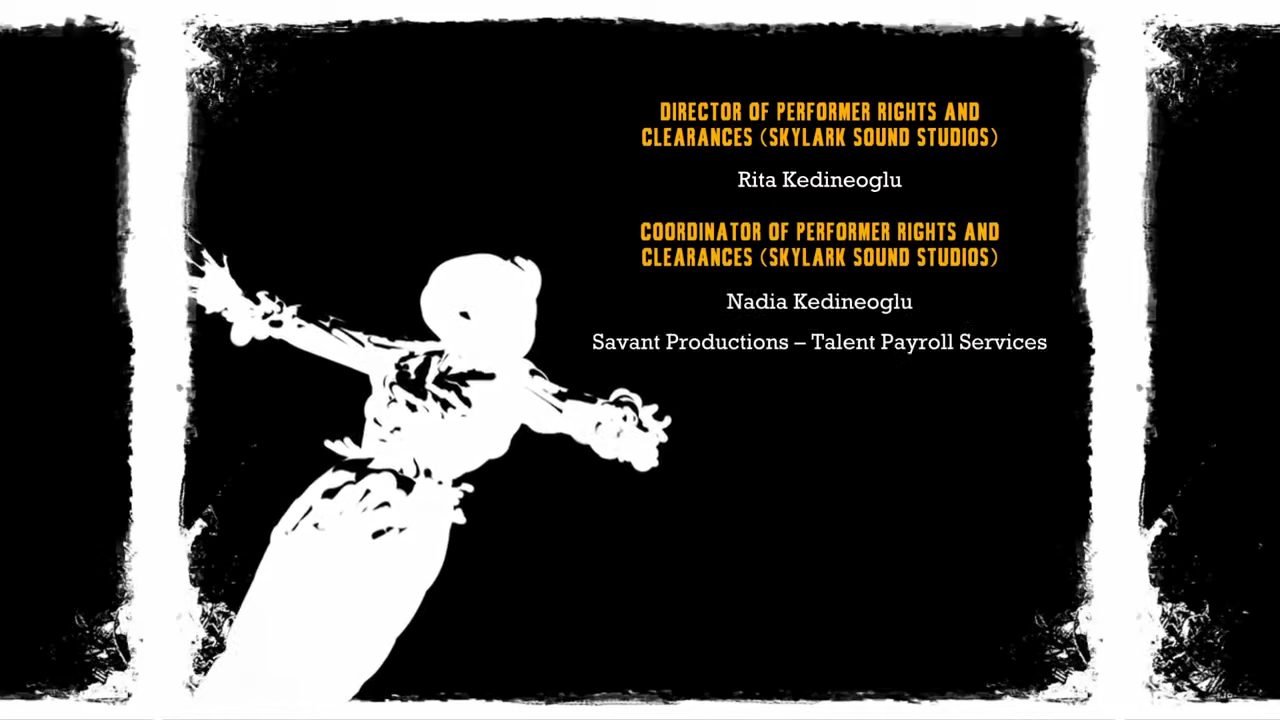 DIRECTOR OF PERFORMER RIGHTS AND
CLEARANCES (SKYLARK SOUND STUDIOS)
Rita Kedineoglu
COORDINATOR OF PERFORMER RIGHTS AND
CLEARANCES (SKYLARK SOUND STUDIOS)
Nadia Kedineoglu
Savant Productions – Talent Payroll Services